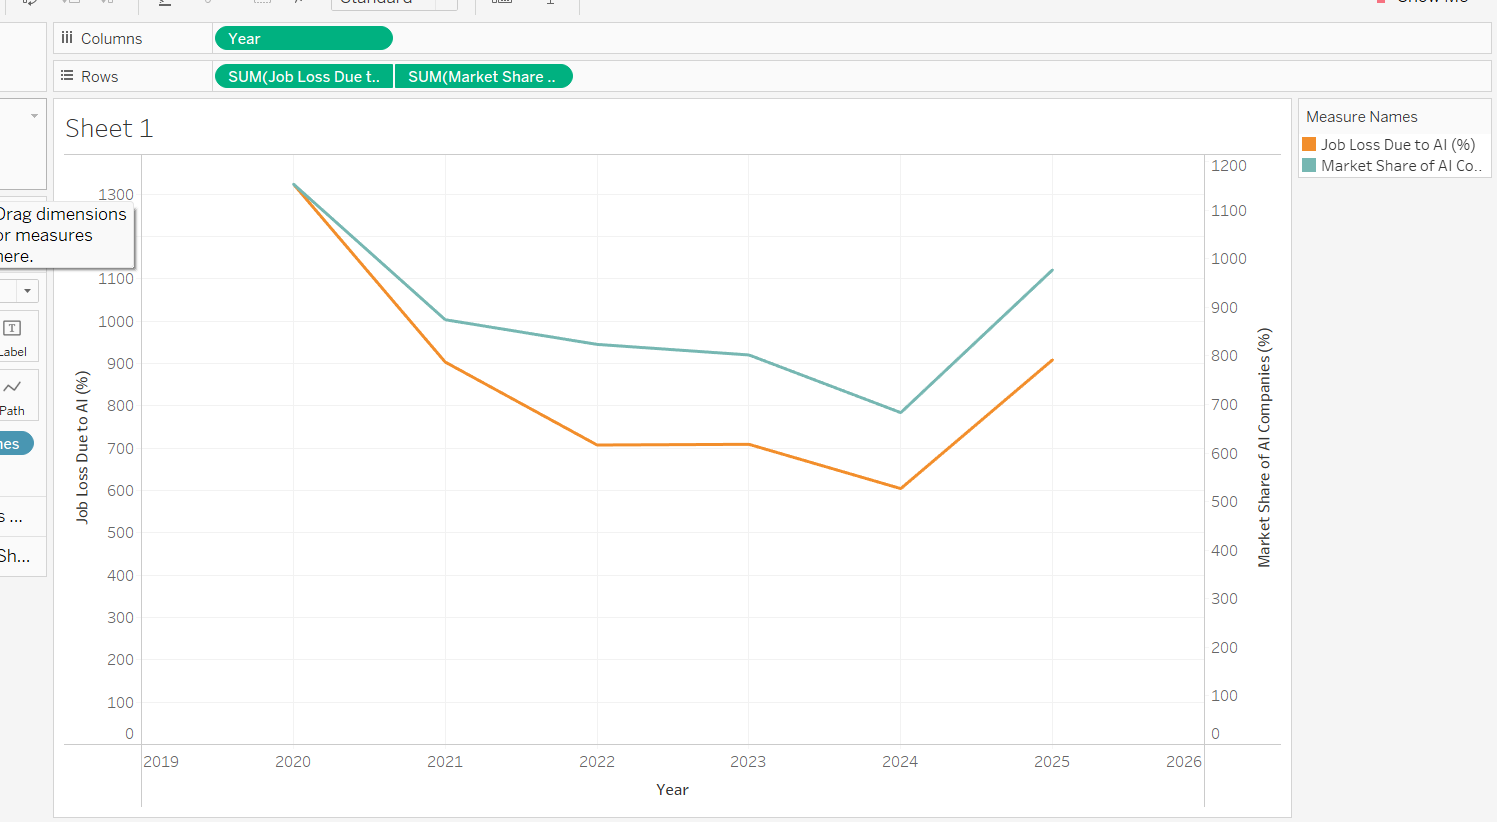 Columns
Year
Rows
SUM(Job Loss Due t..
SUM(Market Share ..
Sheet 1
Measure Names
Job Loss Due to AI (%)
Market Share of AI Co..
Drag dimensions
or measures
here.
Label
Path
Sh...
Job Loss Due to AI (%)
1300
1100
1000
900
800
700
600
500
400
300
200
100
0
Market Share of AI Companies (%)
1200
1100
1000
900
800
700
600
500
400
300
200
100
0
2019 2020 2021 2022 2023 2024 2025 2026
Year